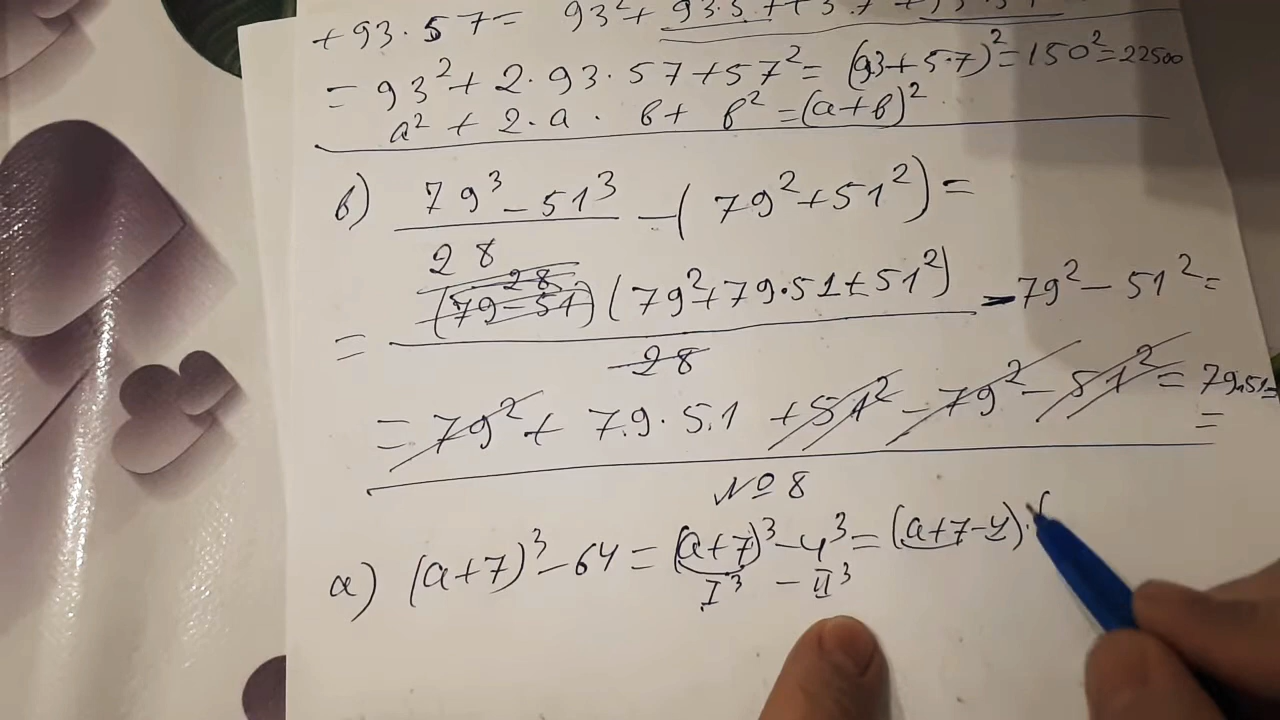 + 93 · 57 = 93² +
= 93² + 2 · 93 · 57 + 57² = (93 + 57)² = 150² = 22500
a² + 2 · a · b + b² = (a + b)²
б) (79³ - 51³)/28 - (79² + 51²) =
= ((79 - 51) 28 (79² + 79 · 51 + 51²))/28 - 79² - 51² =
= 79² + 79 · 51 + 51² - 79² - 51² = 79 · 51 =
=
№ 8
а) (a + 7)³ - 64 = (a + 7)³ - 4³ = (a + 7 - 4) · (
I³ - II³